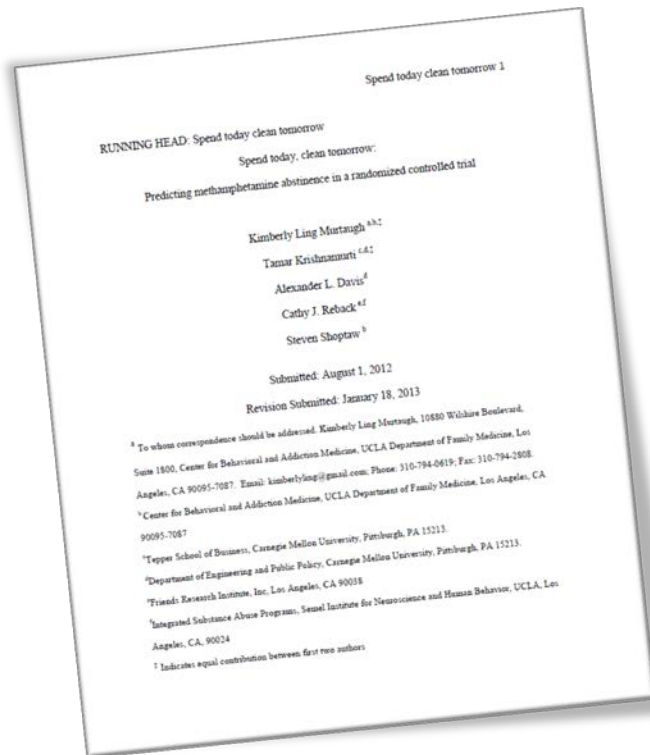 Spend today clean tomorrow 1
RUNNING HEAD: Spend today clean tomorrow
Spend today, clean tomorrow:
Predicting methamphetamine abstinence in a randomized controlled trial
Kimberly Ling Murtaugh a,b,‡
Tamar Krishnamurti c,d,‡
Alexander L. Davis d
Cathy J. Reback e,f
Steven Shoptaw b
Submitted: August 1, 2012
Revision Submitted: January 18, 2013
a To whom correspondence should be addressed. Kimberly Ling Murtaugh, 10880 Wilshire Boulevard,
Suite 1800, Center for Behavioral and Addiction Medicine, UCLA Department of Family Medicine, Los
Angeles, CA 90095-7087. Email: kimberlyling@gmail.com; Phone: 310-794-0619; Fax: 310-794-2808.
b Center for Behavioral and Addiction Medicine, UCLA Department of Family Medicine, Los Angeles, CA
90095-7087
c Tepper School of Business, Carnegie Mellon University, Pittsburgh, PA 15213.
d Department of Engineering and Public Policy, Carnegie Mellon University, Pittsburgh, PA 15213.
e Friends Research Institute, Inc, Los Angeles, CA 90038
f Integrated Substance Abuse Programs, Semel Institute for Neuroscience and Human Behavior, UCLA, Los
Angeles, CA, 90024
‡ Indicates equal contribution between first two authors